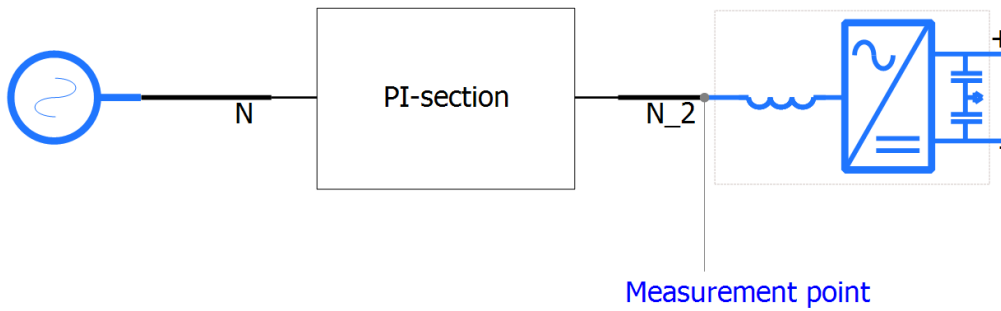 +
PI-section
N
N_2
-
Measurement point